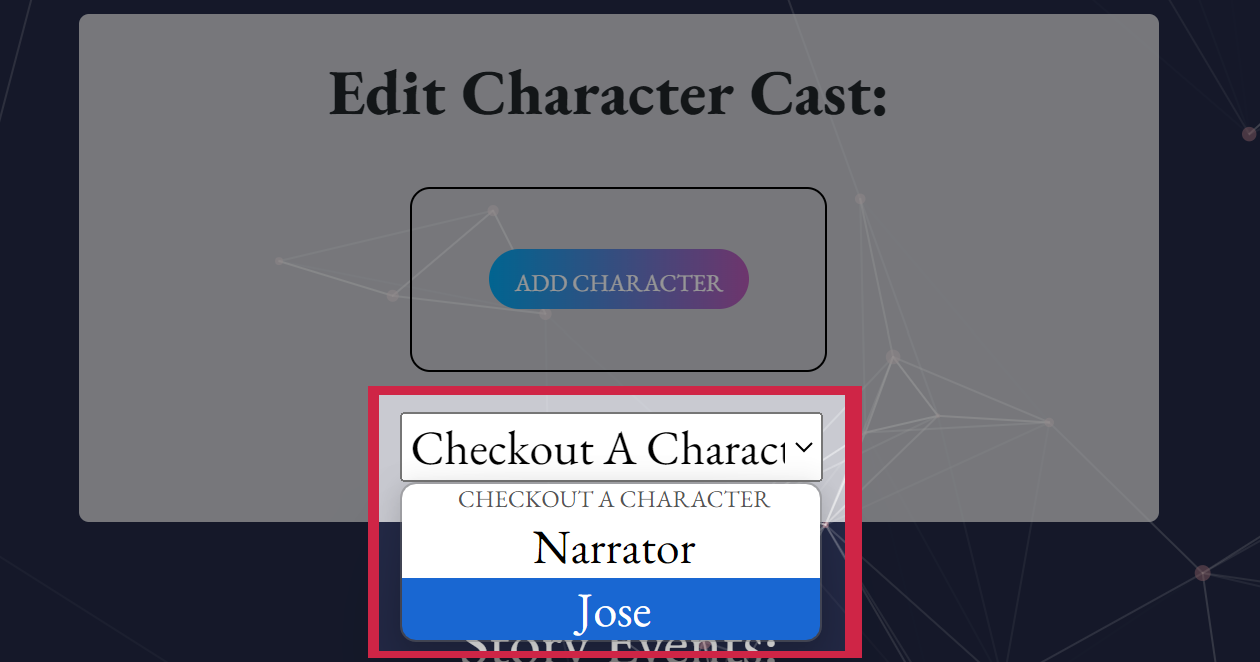 Edit Character Cast:
ADD CHARACTER
Checkout A Charact
CHECKOUT A CHARACTER
Narrator
Jose
Story Events: